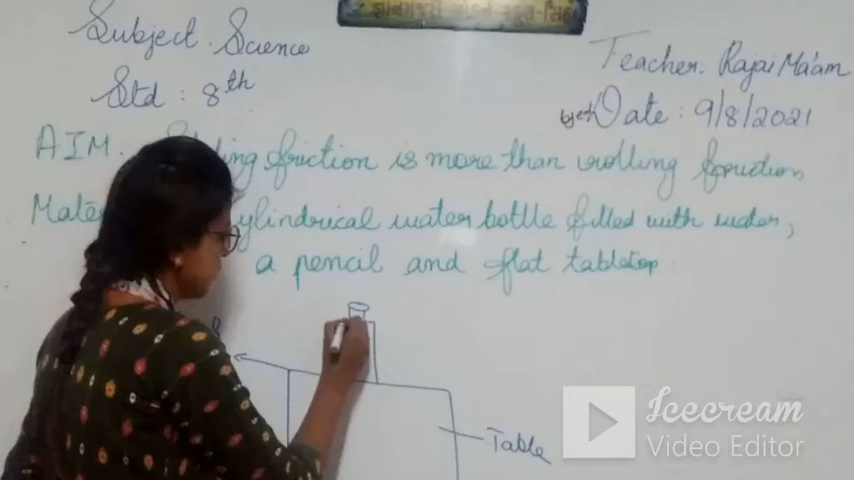 Subject. Science
Teacher. Rajai Ma'am
Std : 8th
Date : 9/8/2021
AIM. Sliding friction is more than rolling friction
Mate ylindrical water bottle filled with water,
a pencil and flat tabletop
Table
Icecream
Video Editor